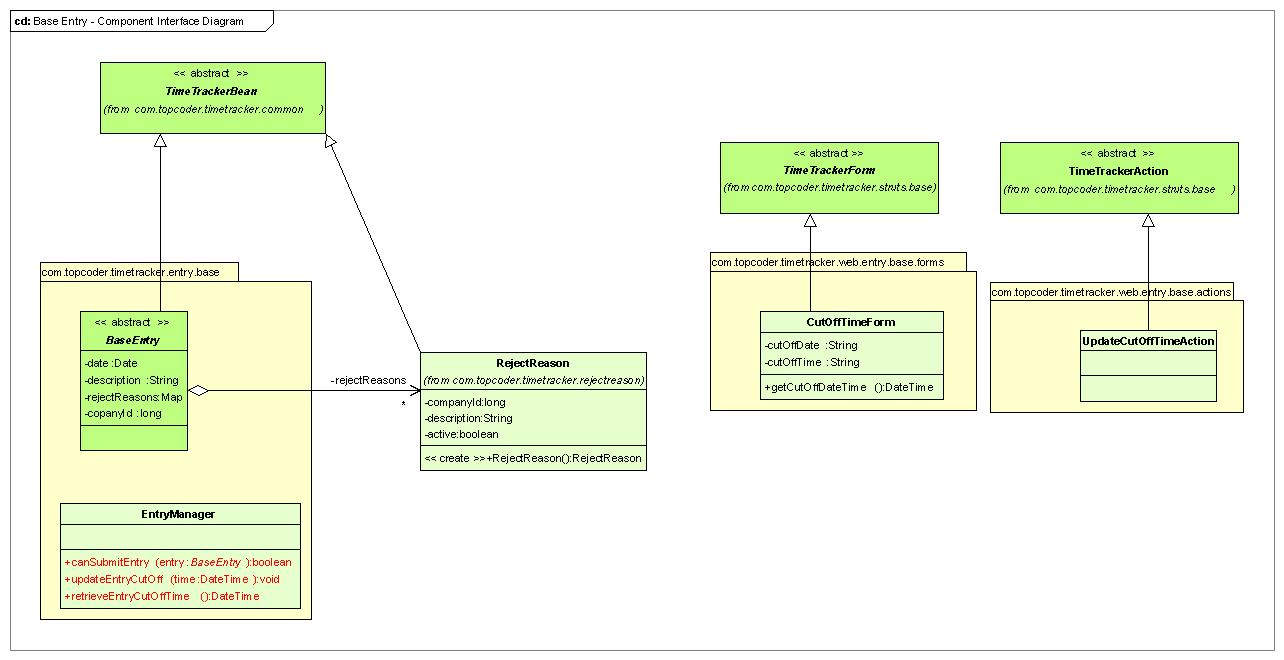 cd: Base Entry - Component Interface Diagram
<< abstract >>
TimeTrackerBean
(from com.topcoder.timetracker.common )
<< abstract >>
TimeTrackerForm
(from com.topcoder.timetracker.struts.base)
<< abstract >>
TimeTrackerAction
(from com.topcoder.timetracker.struts.base )
com.topcoder.timetracker.entry.base
<< abstract >>
BaseEntry
-date :Date
-description :String
-rejectReasons:Map
-copanyId :long
-rejectReasons
*
RejectReason
(from com.topcoder.timetracker.rejectreason)
-companyId:long
-description:String
-active:boolean
<< create >>+RejectReason():RejectReason
EntryManager
+canSubmitEntry (entry:BaseEntry ):boolean
+updateEntryCutOff (time:DateTime ):void
+retrieveEntryCutOffTime ():DateTime
com.topcoder.timetracker.web.entry.base.forms
CutOffTimeForm
-cutOffDate :String
-cutOffTime :String
+getCutOffDateTime ():DateTime
com.topcoder.timetracker.web.entry.base.actions
UpdateCutOffTimeAction